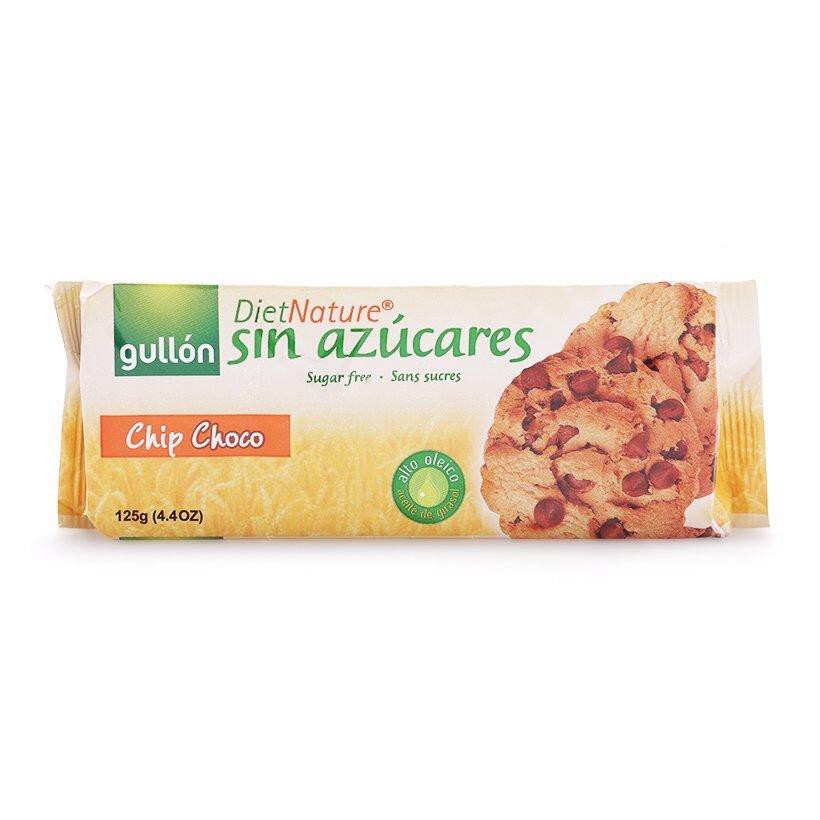 gullón
DietNature®
sin azúcares
Sugar free · Sans sucres
Chip Choco
alto oleico
aceite de girasol
125g (4.4OZ)